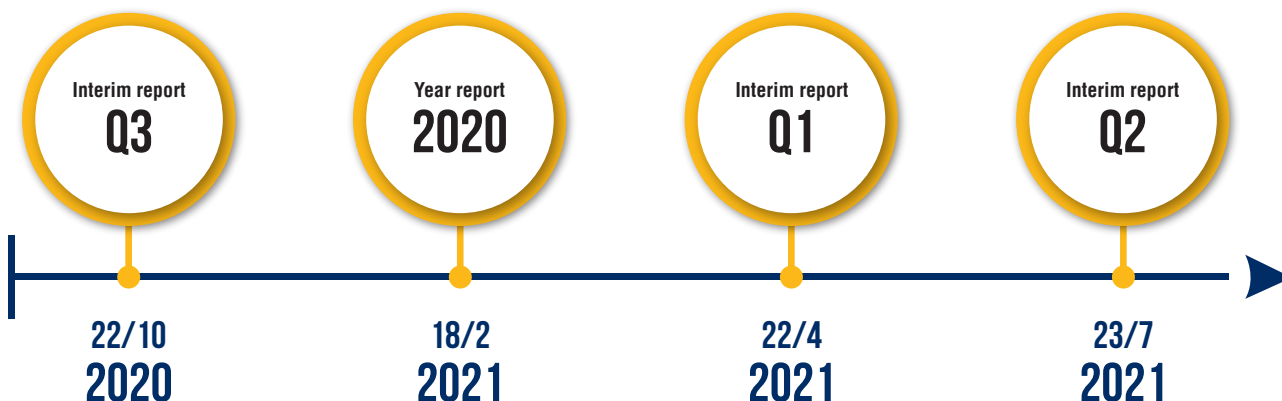 Interim report
Q3
Year report
2020
Interim report
Q1
Interim report
Q2
22/10
2020
18/2
2021
22/4
2021
23/7
2021